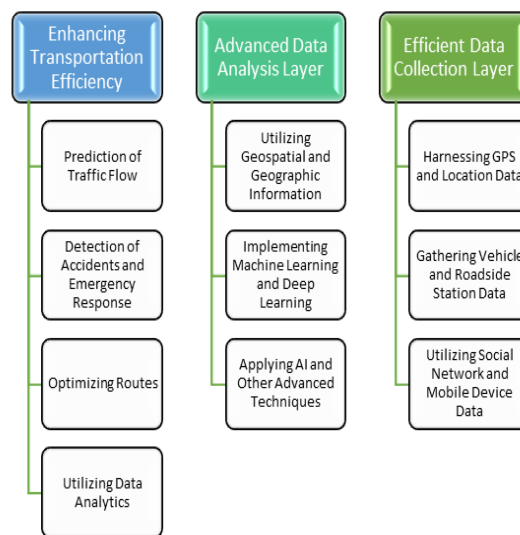 Enhancing
Transportation
Efficiency
Prediction of
Traffic Flow
Detection of
Accidents and
Emergency
Response
Optimizing Routes
Utilizing Data
Analytics
Advanced Data
Analysis Layer
Utilizing
Geospatial and
Geographic
Information
Implementing
Machine Learning
and Deep
Learning
Applying AI and
Other Advanced
Techniques
Efficient Data
Collection Layer
Harnessing GPS
and Location Data
Gathering Vehicle
and Roadside
Station Data
Utilizing Social
Network and
Mobile Device
Data